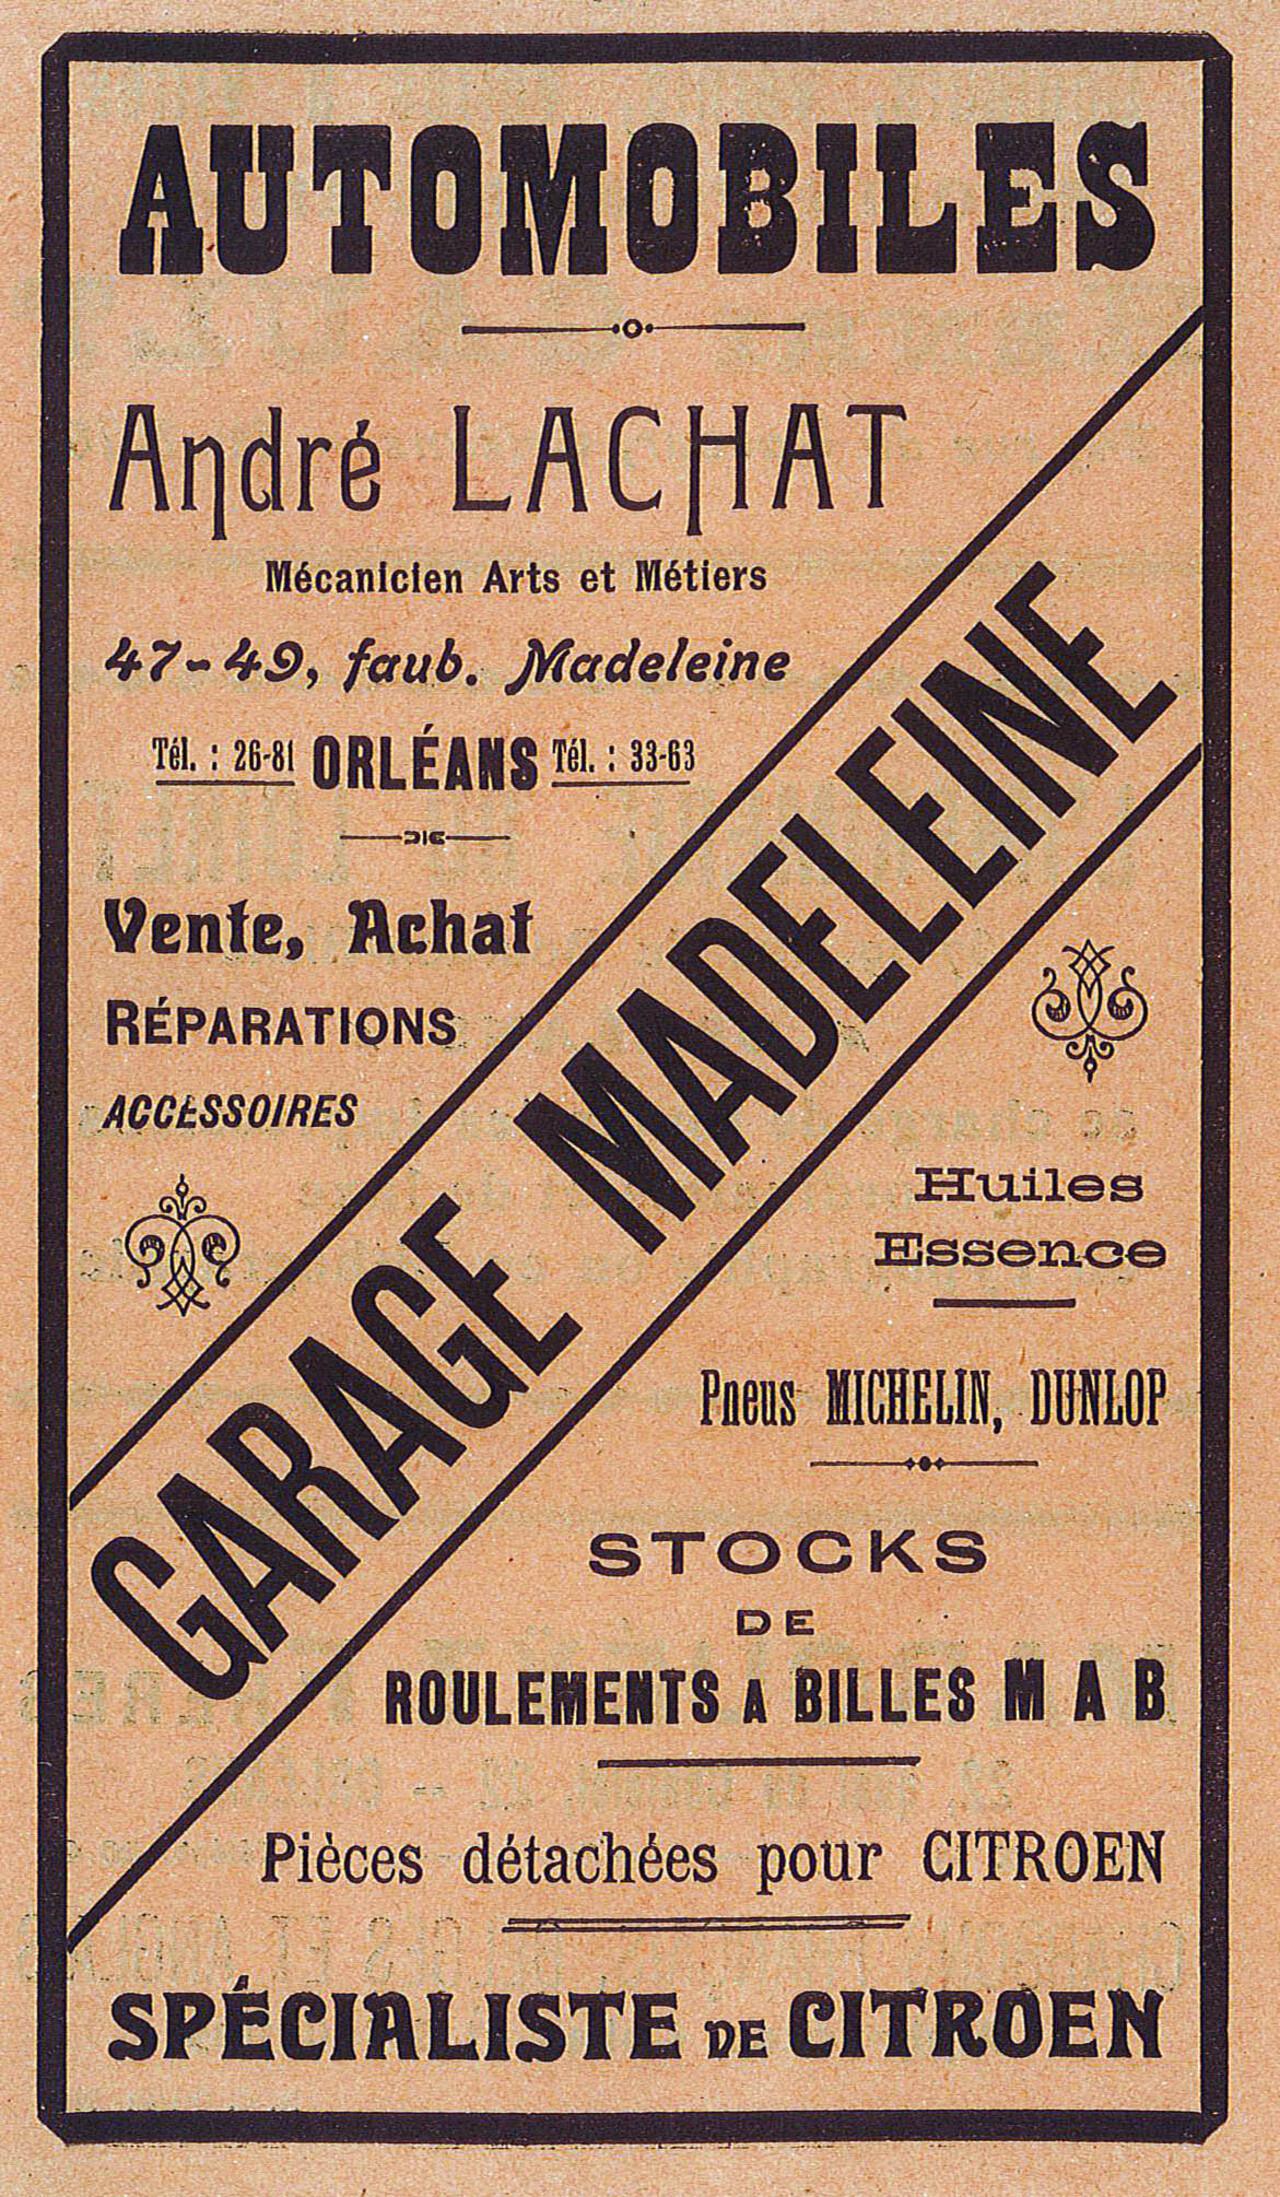 AUTOMOBILES
André LACHAT
Mécanicien Arts et Métiers
47-49, faub. Madeleine
Tél. : 26-81 ORLÉANS Tél. : 33-63
Vente, Achat
RÉPARATIONS
ACCESSOIRES
GARAGE MADELEINE
Huiles
Essence
Pneus MICHELIN, DUNLOP
STOCKS
DE
ROULEMENTS A BILLES M A B
Pièces détachées pour CITROEN
SPÉCIALISTE DE CITROEN